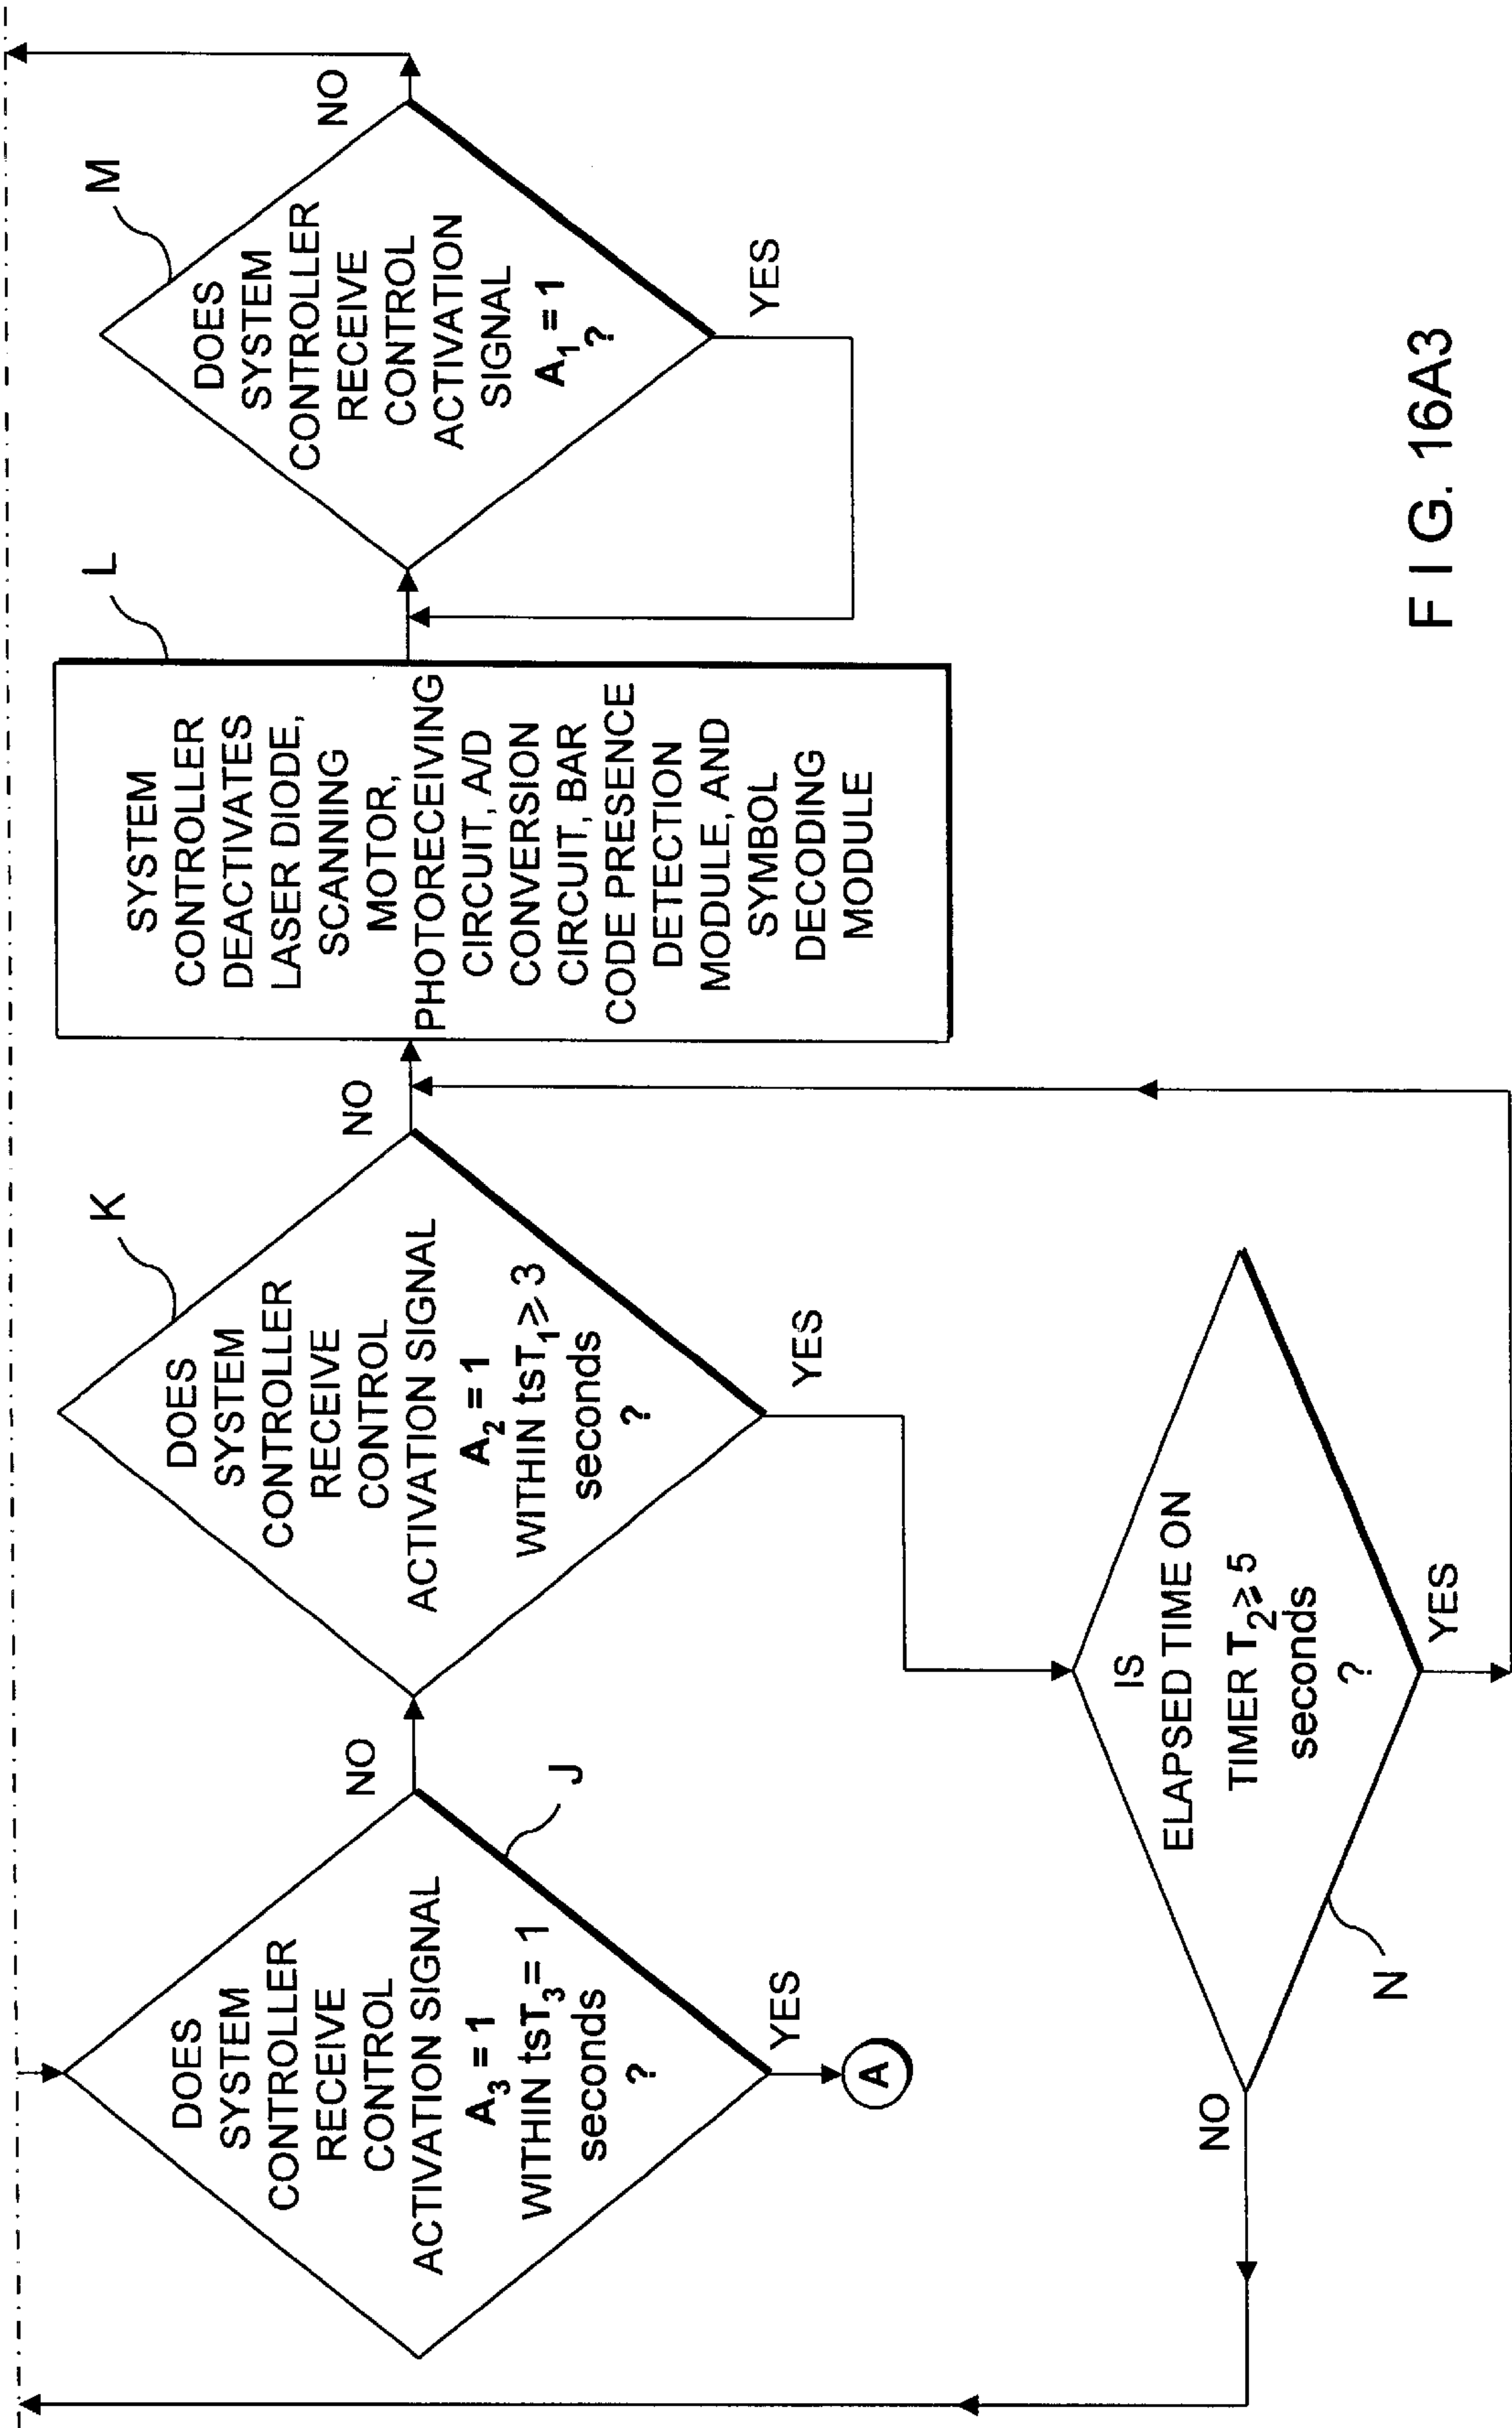 DOES
SYSTEM
CONTROLLER
RECEIVE
CONTROL
ACTIVATION SIGNAL
A3 = 1
WITHIN tsT3 = 1
seconds
?
J
NO
YES
A
DOES
SYSTEM
CONTROLLER
RECEIVE
CONTROL
ACTIVATION SIGNAL
A2 = 1
WITHIN tsT1 ⩾ 3
seconds
?
K
NO
YES
SYSTEM
CONTROLLER
DEACTIVATES
LASER DIODE,
SCANNING
MOTOR,
PHOTORECEIVING
CIRCUIT, A/D
CONVERSION
CIRCUIT, BAR
CODE PRESENCE
DETECTION
MODULE, AND
SYMBOL
DECODING
MODULE
L
DOES
SYSTEM
CONTROLLER
RECEIVE
CONTROL
ACTIVATION
SIGNAL
A1 = 1
?
M
NO
YES
IS
ELAPSED TIME ON
TIMER T2 ⩾ 5
seconds
?
N
NO
YES
FIG. 16A3